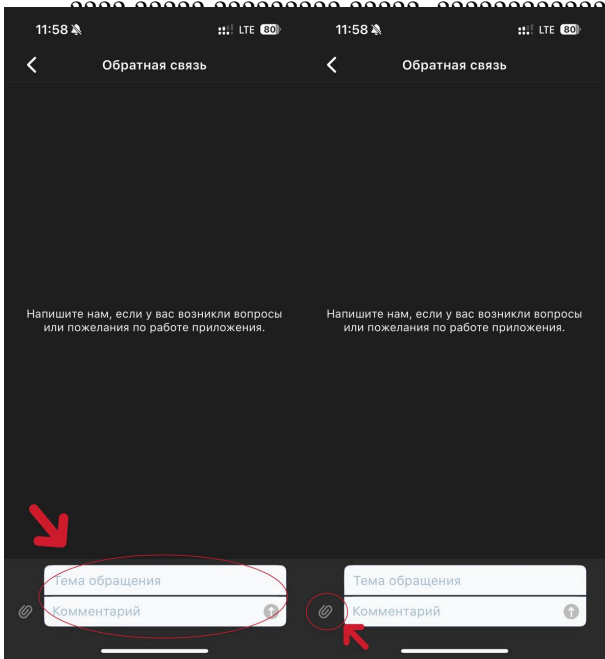 11:58 LTE 80
Обратная связь
Напишите нам, если у вас возникли вопросы
или пожелания по работе приложения.
Тема обращения
Комментарий
11:58 LTE 80
Обратная связь
Напишите нам, если у вас возникли вопросы
или пожелания по работе приложения.
Тема обращения
Комментарий